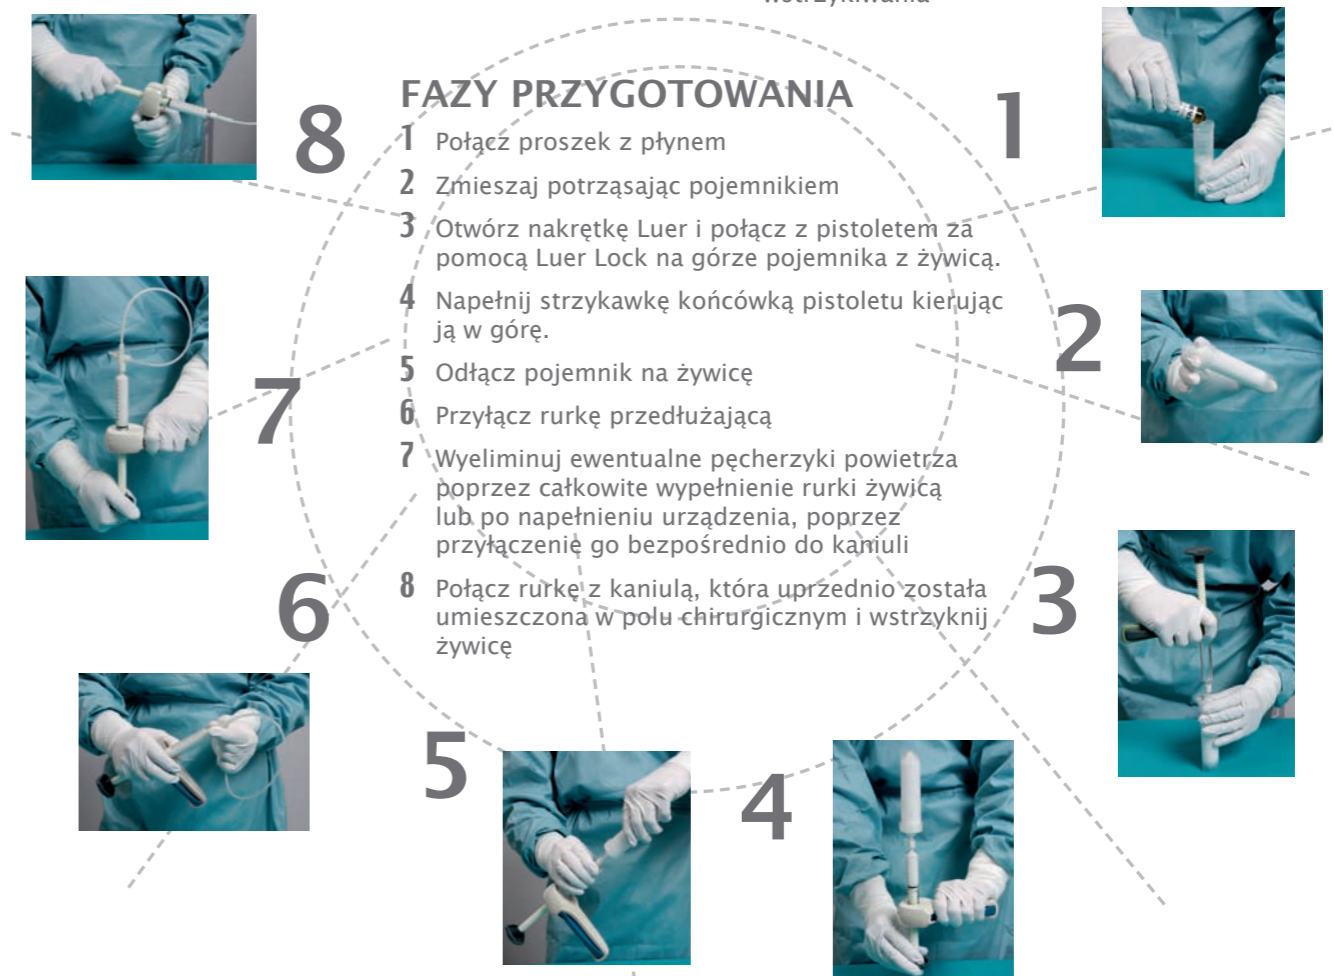 FAZY PRZYGOTOWANIA
1 Połącz proszek z płynem
2 Zmieszaj potrząsając pojemnikiem
3 Otwórz nakrętkę Luer i połącz z pistoletem za
pomocą Luer Lock na górze pojemnika z żywicą.
4 Napełnij strzykawkę końcówką pistoletu kierując
ją w górę.
5 Odłącz pojemnik na żywicę
6 Przyłącz rurkę przedłużającą
7 Wyeliminuj ewentualne pęcherzyki powietrza
poprzez całkowite wypełnienie rurki żywicą
lub po napełnieniu urządzenia, poprzez
przyłączenie go bezpośrednio do kaniuli
8 Połącz rurkę z kaniulą, która uprzednio została
umieszczona w polu chirurgicznym i wstrzyknij
żywicę
1
2
3
4
5
6
7
8